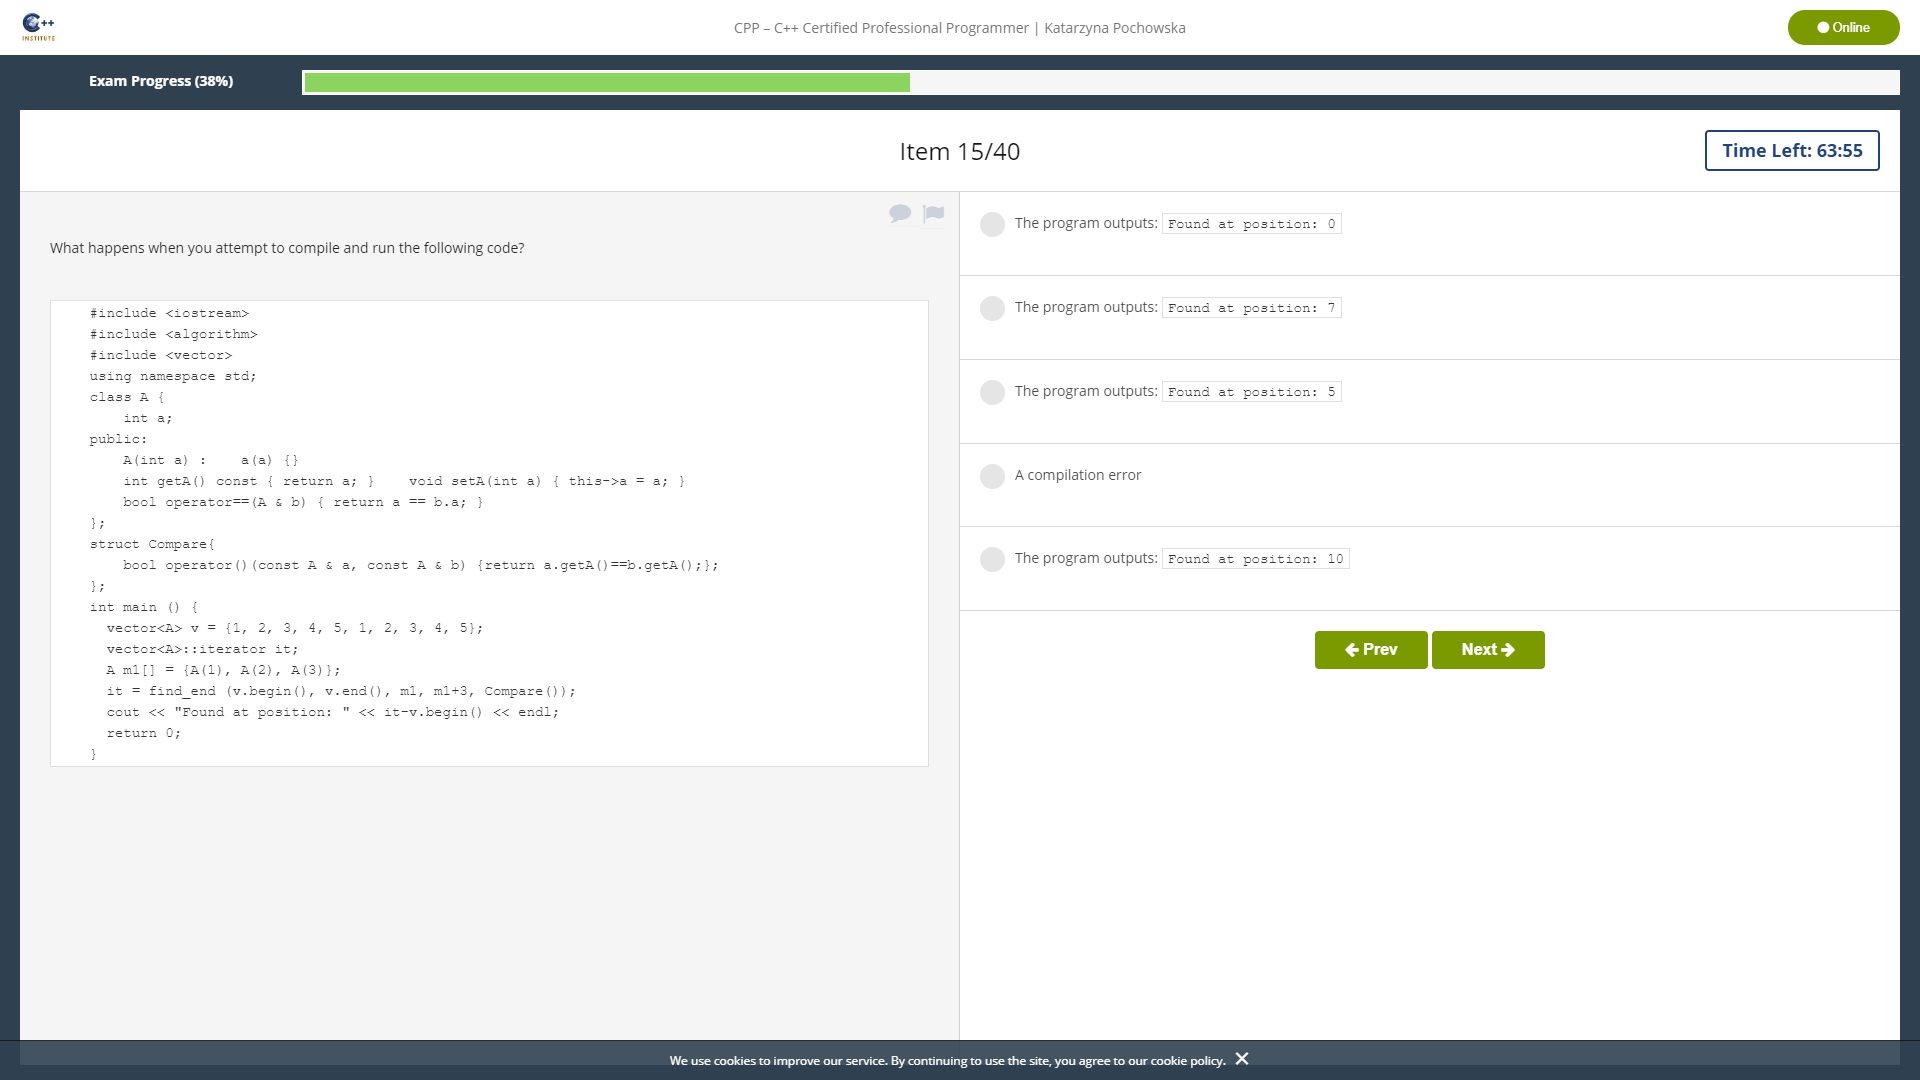 C++
INSTITUTE
CPP – C++ Certified Professional Programmer | Katarzyna Pochowska
Online
Exam Progress (38%)
Item 15/40
Time Left: 63:55
What happens when you attempt to compile and run the following code?
#include <iostream>
#include <algorithm>
#include <vector>
using namespace std;
class A {
    int a;
public:
    A(int a) :    a(a) {}
    int getA() const { return a; }    void setA(int a) { this->a = a; }
    bool operator==(A & b) { return a == b.a; }
};
struct Compare{
    bool operator()(const A & a, const A & b) {return a.getA()==b.getA();};
};
int main () {
  vector<A> v = {1, 2, 3, 4, 5, 1, 2, 3, 4, 5};
  vector<A>::iterator it;
  A m1[] = {A(1), A(2), A(3)};
  it = find_end (v.begin(), v.end(), m1, m1+3, Compare());
  cout << "Found at position: " << it-v.begin() << endl;
  return 0;
}
The program outputs: Found at position: 0
The program outputs: Found at position: 7
The program outputs: Found at position: 5
A compilation error
The program outputs: Found at position: 10
Prev
Next
We use cookies to improve our service. By continuing to use the site, you agree to our cookie policy.